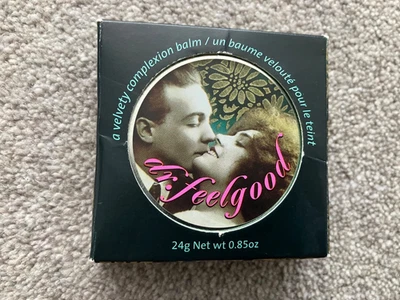 a velvety complexion balm / un baume velouté pour le teint
dr.feelgood
24g Net wt 0.85oz